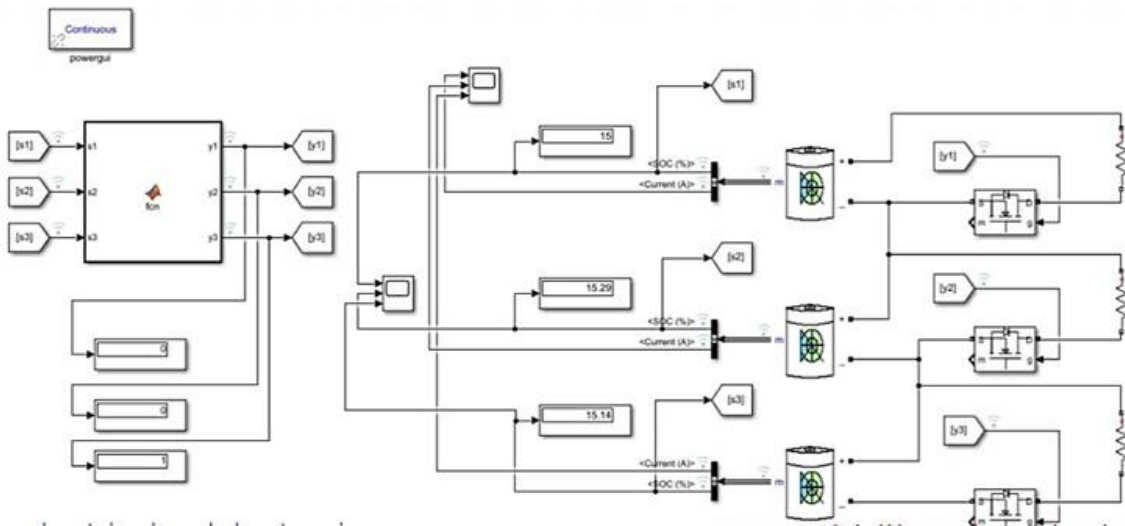 Continuous
powergui
[s1]
s1
y1
[y1]
[s2]
s2
y2
[y2]
fcn
[s3]
s3
y3
[y3]
0
0
1
[s1]
15
<SOC (%)>
<Current (A)>
m
+
−
[y1]
S
D
m
g
[s2]
15.29
<SOC (%)>
<Current (A)>
m
+
−
[y2]
S
D
m
g
[s3]
15.14
<Current (A)>
<SOC (%)>
m
+
−
[y3]
S
D